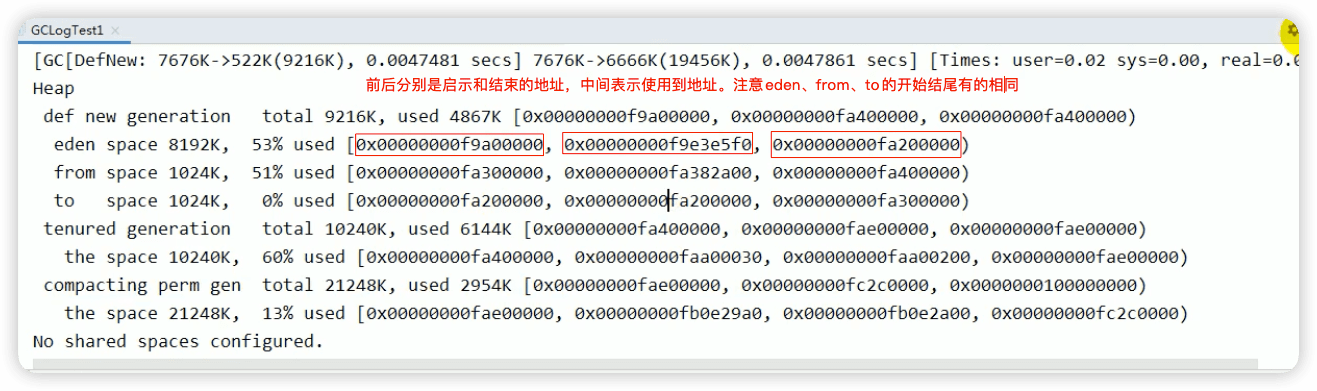 GCLogTest1 ×
[GC[DefNew: 7676K->522K(9216K), 0.0047481 secs] 7676K->6666K(19456K), 0.0047861 secs] [Times: user=0.02 sys=0.00, real=0.0
Heap
前后分别是启示和结束的地址，中间表示使用到地址。注意eden、from、to的开始结尾有的相同
def new generation   total 9216K, used 4867K [0x00000000f9a00000, 0x00000000fa400000, 0x00000000fa400000)
eden space 8192K,  53% used [0x00000000f9a00000, 0x00000000f9e3e5f0, 0x00000000fa200000)
from space 1024K,  51% used [0x00000000fa300000, 0x00000000fa382a00, 0x00000000fa400000)
to   space 1024K,   0% used [0x00000000fa200000, 0x00000000fa200000, 0x00000000fa300000)
tenured generation   total 10240K, used 6144K [0x00000000fa400000, 0x00000000fae00000, 0x00000000fae00000)
the space 10240K,  60% used [0x00000000fa400000, 0x00000000faa00030, 0x00000000faa00200, 0x00000000fae00000)
compacting perm gen  total 21248K, used 2954K [0x00000000fae00000, 0x00000000fc2c0000, 0x0000000100000000)
the space 21248K,  13% used [0x00000000fae00000, 0x00000000fb0e29a0, 0x00000000fb0e2a00, 0x00000000fc2c0000)
No shared spaces configured.